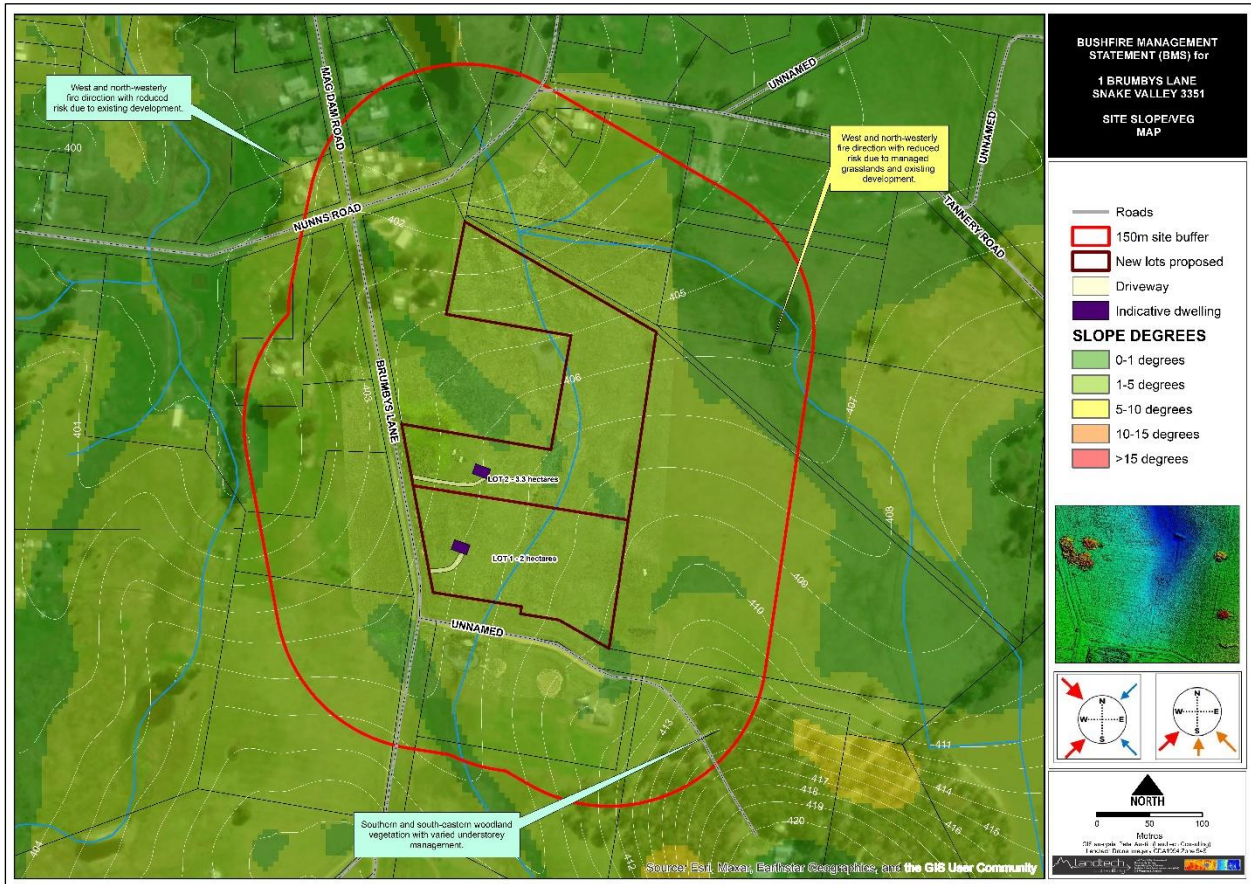 West and north-westerly
fire direction with reduced
risk due to existing development.
MAG DAM ROAD
UNNAMED
UNNAMED
West and north-westerly
fire direction with reduced
risk due to managed
grasslands and existing
development.
TANNERY ROAD
NUNNS ROAD
BRUMBYS LANE
400
402
405
406
403
401
407
408
409
410
LOT 2 - 3.3 hectares
LOT 1 - 2 hectares
UNNAMED
413
411
414
415
416
417
418
419
420
412
404
Southern and south-eastern woodland
vegetation with varied understorey
management.
Source: Esri, Maxar, Earthstar Geographics, and the GIS User Community
BUSHFIRE MANAGEMENT
STATEMENT (BMS) for
1 BRUMBYS LANE
SNAKE VALLEY 3351
SITE SLOPE/VEG
MAP
Roads
150m site buffer
New lots proposed
Driveway
Indicative dwelling
SLOPE DEGREES
0-1 degrees
1-5 degrees
5-10 degrees
10-15 degrees
>15 degrees
N
W E
S
N
W E
S
NORTH
0 50 100
Metres
Landtech